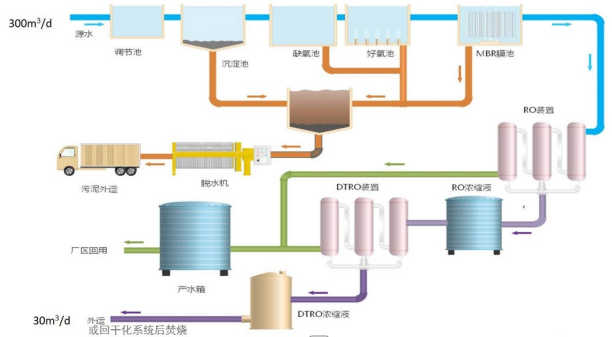 300m³/d
原水
调节池
沉淀池
缺氧池
好氧池
MBR膜池
RO装置
污泥外运
脱水机
DTRO装置
RO浓缩液
厂区回用
产水箱
DTRO浓缩液
30m³/d
外运
或回干化系统后焚烧